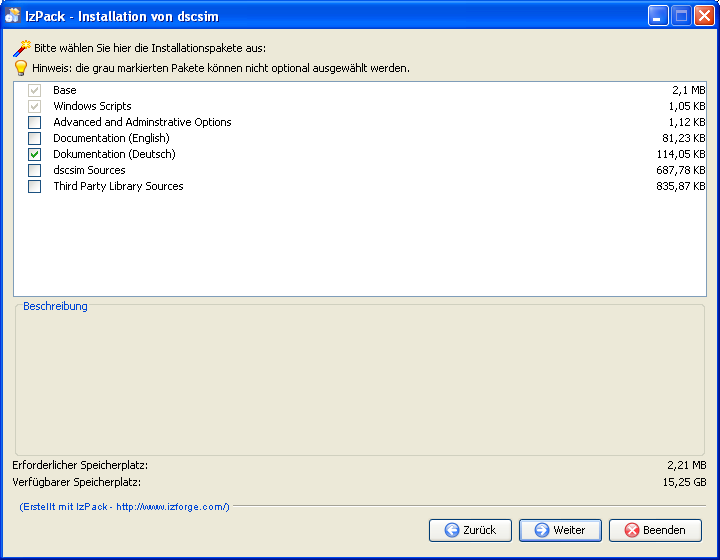 IzPack - Installation von dscsim
Bitte wählen Sie hier die Installationspakete aus:
Hinweis: die grau markierten Pakete können nicht optional ausgewählt werden.
Base 2,1 MB
Windows Scripts 1,05 KB
Advanced and Adminstrative Options 1,12 KB
Documentation (English) 81,23 KB
Dokumentation (Deutsch) 114,05 KB
dscsim Sources 687,78 KB
Third Party Library Sources 835,87 KB
Beschreibung
Erforderlicher Speicherplatz: 2,21 MB
Verfügbarer Speicherplatz: 15,25 GB
(Erstellt mit IzPack - http://www.izforge.com/)
Zurück Weiter Beenden